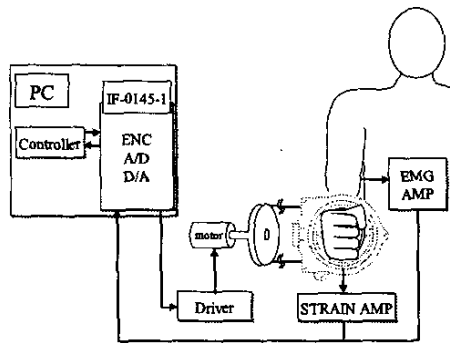 PC
IF-0145-1
Controller
ENC
A/D
D/A
EMG
AMP
motor
Driver
STRAIN AMP